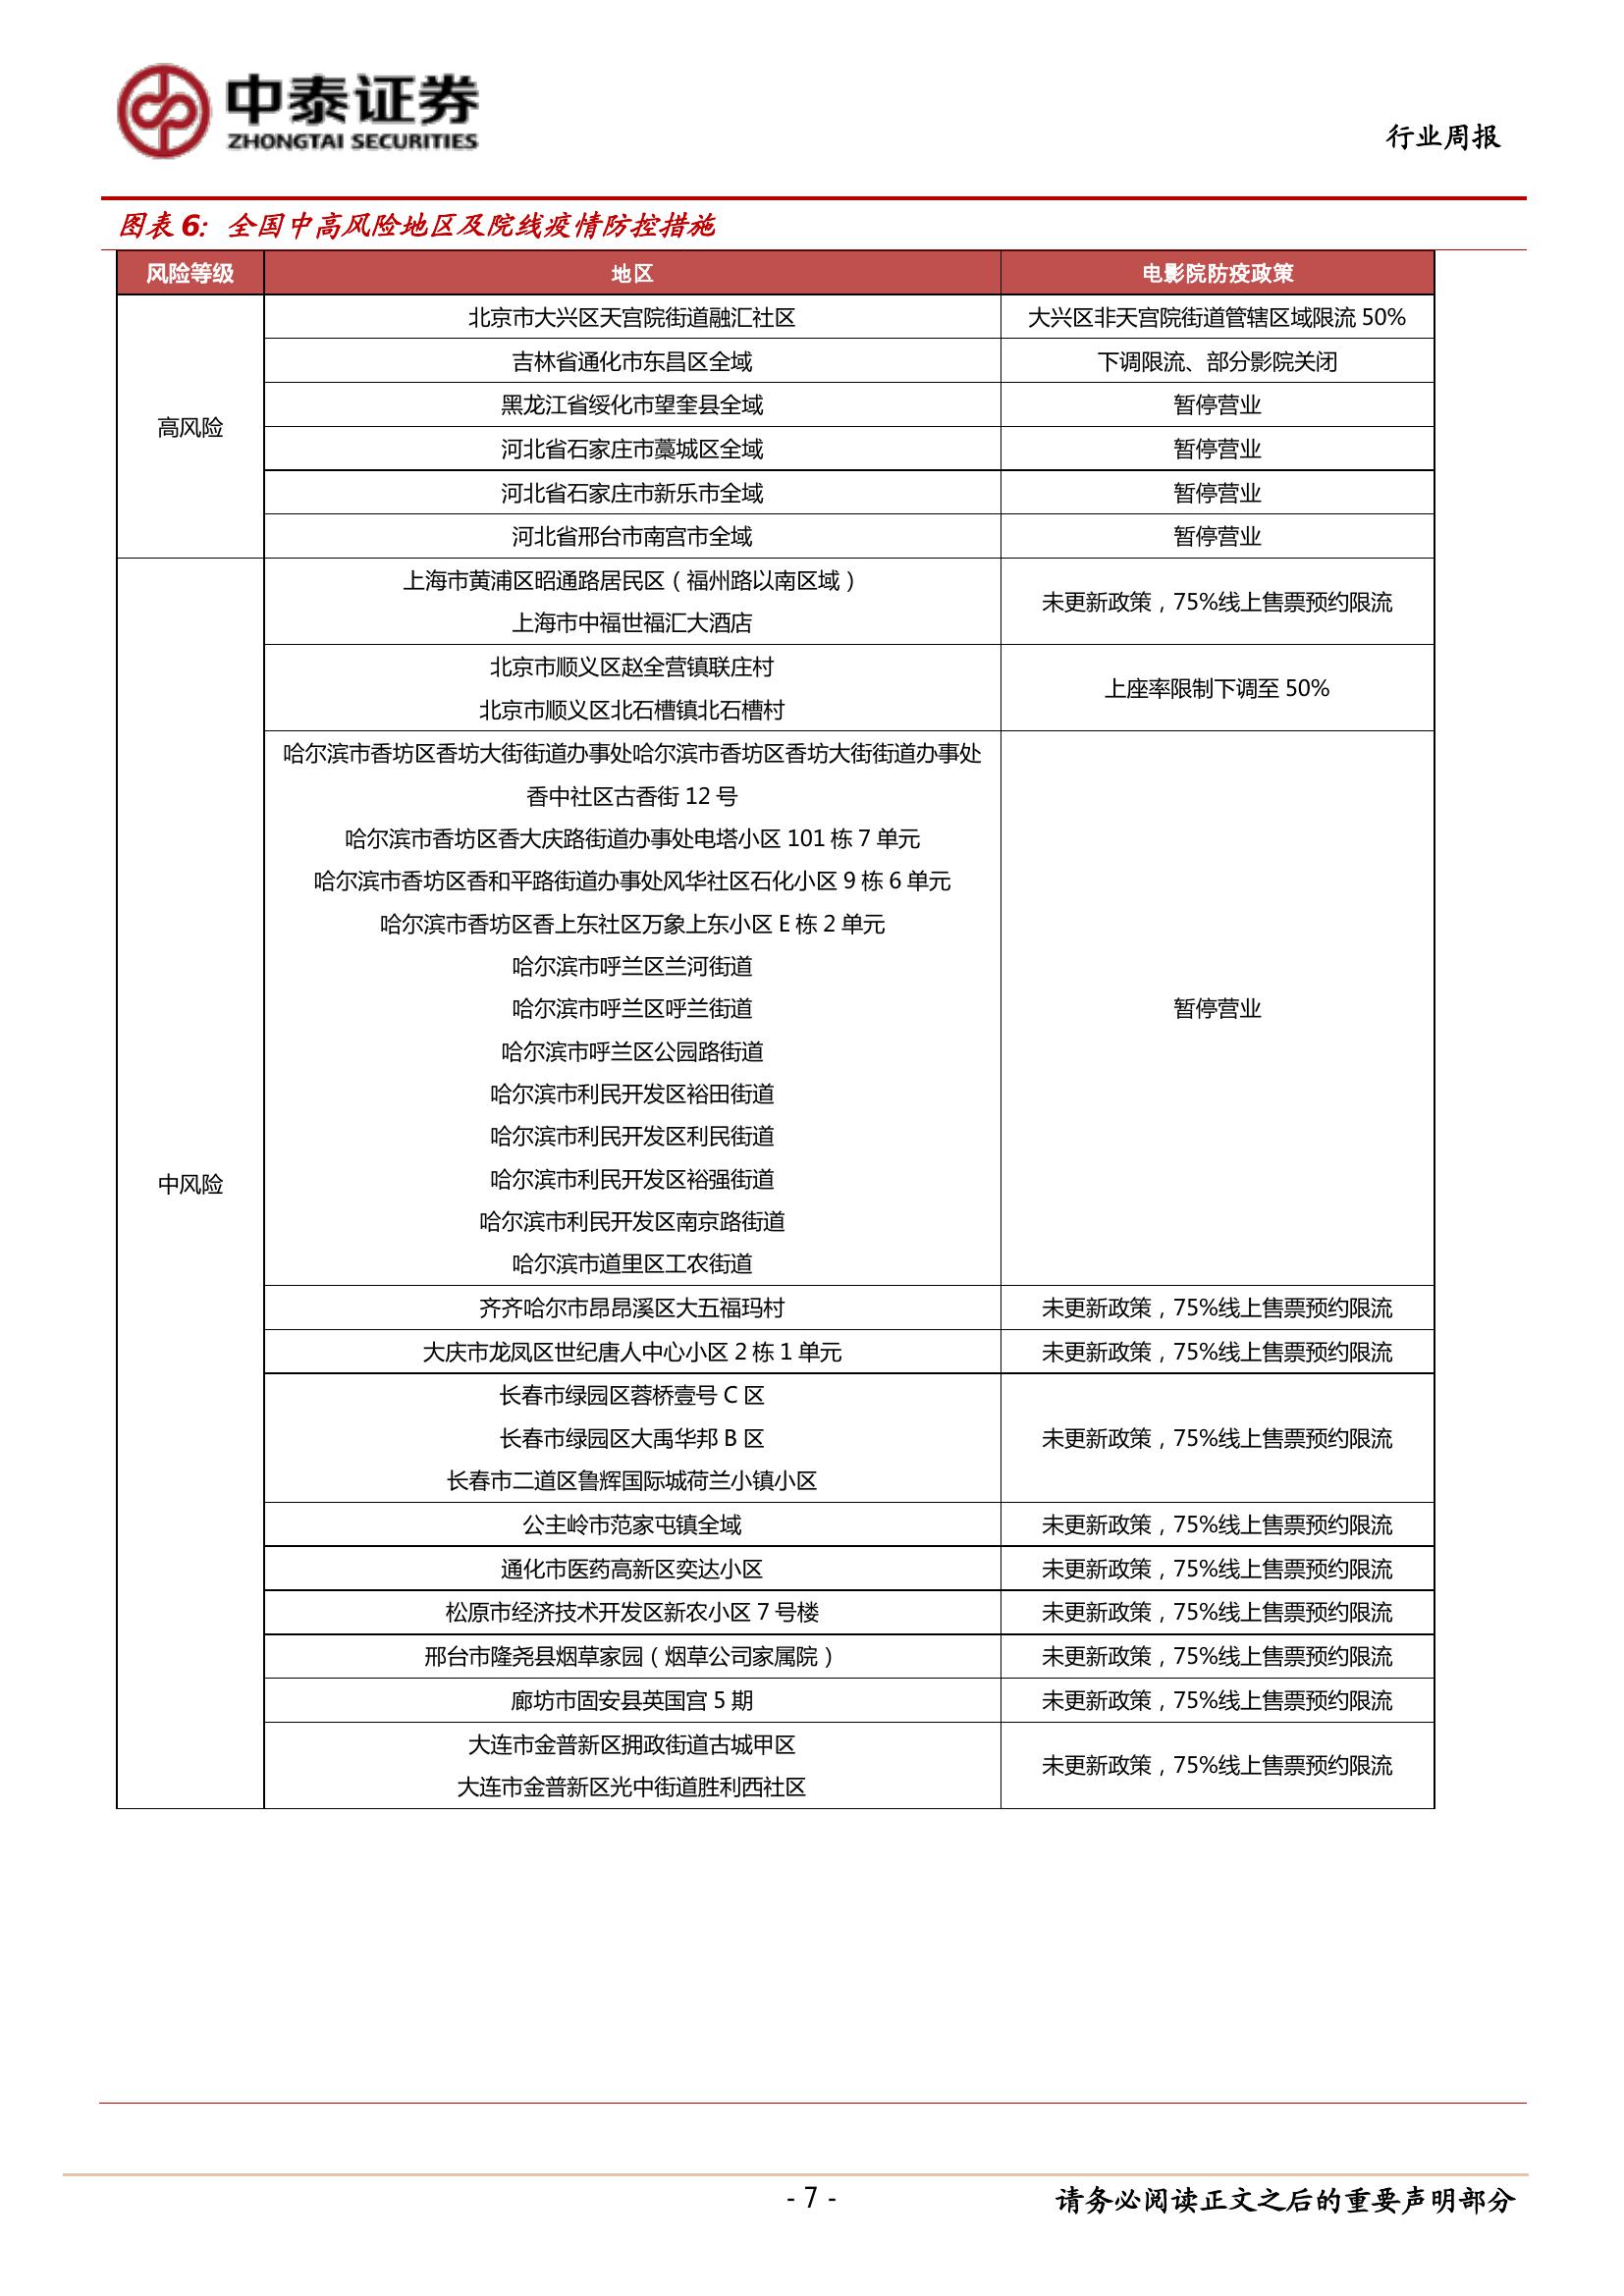 中泰证券
ZHONGTAI SECURITIES
行业周报
图表 6：全国中高风险地区及院线疫情防控措施
风险等级 地区 电影院防疫政策
高风险
北京市大兴区天宫院街道融汇社区 大兴区非天宫院街道管辖区域限流 50%
吉林省通化市东昌区全域 下调限流、部分影院关闭
黑龙江省绥化市望奎县全域 暂停营业
河北省石家庄市藁城区全域 暂停营业
河北省石家庄市新乐市全域 暂停营业
河北省邢台市南宫市全域 暂停营业
中风险
上海市黄浦区昭通路居民区（福州路以南区域）
上海市中福世福汇大酒店
未更新政策，75%线上售票预约限流
北京市顺义区赵全营镇联庄村
北京市顺义区北石槽镇北石槽村
上座率限制下调至 50%
哈尔滨市香坊区香坊大街街道办事处哈尔滨市香坊区香坊大街街道办事处
香中社区古香街 12 号
哈尔滨市香坊区香大庆路街道办事处电塔小区 101 栋 7 单元
哈尔滨市香坊区香和平路街道办事处风华社区石化小区 9 栋 6 单元
哈尔滨市香坊区香上东社区万象上东小区 E 栋 2 单元
哈尔滨市呼兰区兰河街道
哈尔滨市呼兰区呼兰街道
哈尔滨市呼兰区公园路街道
哈尔滨市利民开发区裕田街道
哈尔滨市利民开发区利民街道
哈尔滨市利民开发区裕强街道
哈尔滨市利民开发区南京路街道
哈尔滨市道里区工农街道
暂停营业
齐齐哈尔市昂昂溪区大五福玛村 未更新政策，75%线上售票预约限流
大庆市龙凤区世纪唐人中心小区 2 栋 1 单元 未更新政策，75%线上售票预约限流
长春市绿园区蓉桥壹号 C 区
长春市绿园区大禹华邦 B 区
长春市二道区鲁辉国际城荷兰小镇小区
未更新政策，75%线上售票预约限流
公主岭市范家屯镇全域 未更新政策，75%线上售票预约限流
通化市医药高新区奕达小区 未更新政策，75%线上售票预约限流
松原市经济技术开发区新农小区 7 号楼 未更新政策，75%线上售票预约限流
邢台市隆尧县烟草家园（烟草公司家属院） 未更新政策，75%线上售票预约限流
廊坊市固安县英国宫 5 期 未更新政策，75%线上售票预约限流
大连市金普新区拥政街道古城甲区
大连市金普新区光中街道胜利西社区
未更新政策，75%线上售票预约限流
- 7 -
请务必阅读正文之后的重要声明部分